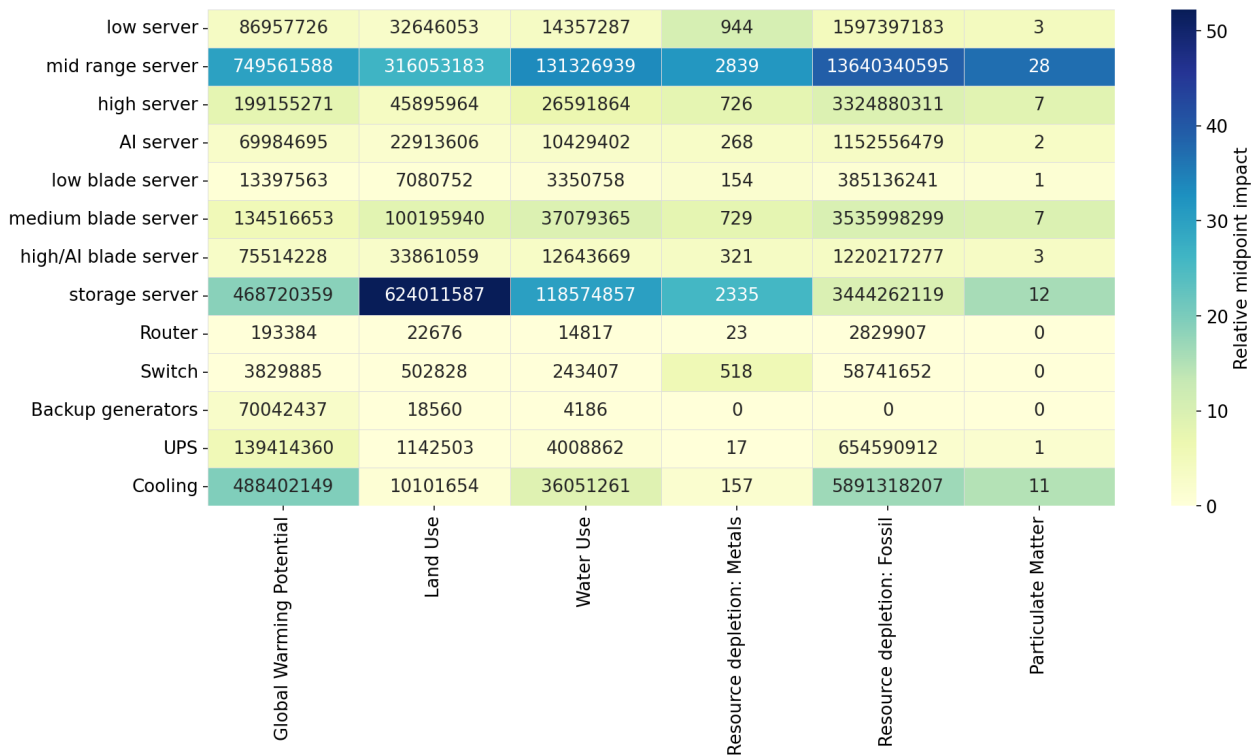 low server 86957726 32646053 14357287 944 1597397183 3
mid range server 749561588 316053183 131326939 2839 13640340595 28
high server 199155271 45895964 26591864 726 3324880311 7
AI server 69984695 22913606 10429402 268 1152556479 2
low blade server 13397563 7080752 3350758 154 385136241 1
medium blade server 134516653 100195940 37079365 729 3535998299 7
high/AI blade server 75514228 33861059 12643669 321 1220217277 3
storage server 468720359 624011587 118574857 2335 3444262119 12
Router 193384 22676 14817 23 2829907 0
Switch 3829885 502828 243407 518 58741652 0
Backup generators 70042437 18560 4186 0 0 0
UPS 139414360 1142503 4008862 17 654590912 1
Cooling 488402149 10101654 36051261 157 5891318207 11
Global Warming Potential
Land Use
Water Use
Resource depletion: Metals
Resource depletion: Fossil
Particulate Matter
50
40
30
20
10
0
Relative midpoint impact